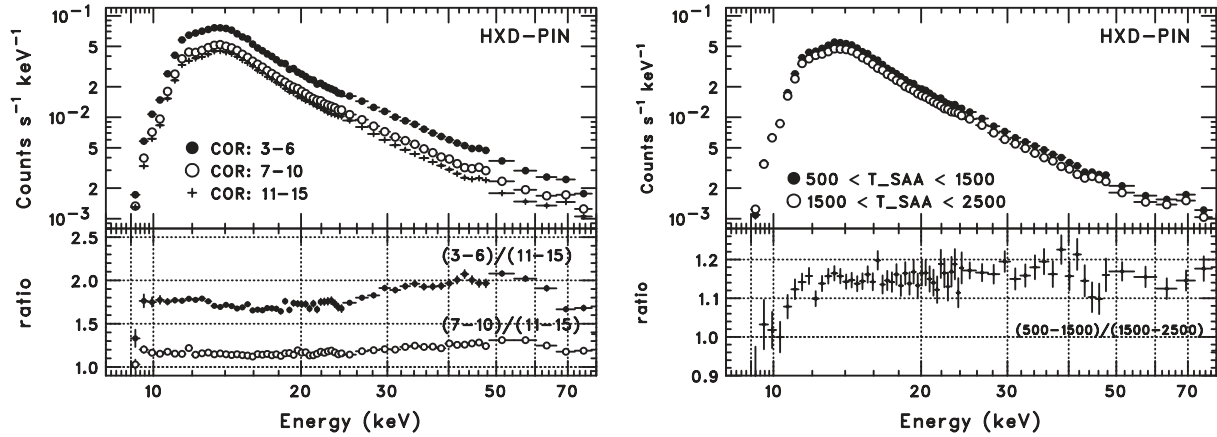 10⁻¹
5
2
10⁻²
5
2
10⁻³
Counts s⁻¹ keV⁻¹
HXD-PIN
● COR: 3-6
○ COR: 7-10
+ COR: 11-15
2.5
2.0
1.5
1.0
ratio
(3-6)/(11-15)
(7-10)/(11-15)
10 20 30 40 50 70
Energy (keV)
10⁻¹
5
2
10⁻²
5
2
10⁻³
Counts s⁻¹ keV⁻¹
HXD-PIN
● 500 < T_SAA < 1500
○ 1500 < T_SAA < 2500
1.2
1.1
1.0
0.9
ratio
(500-1500)/(1500-2500)
10 20 30 40 50 70
Energy (keV)